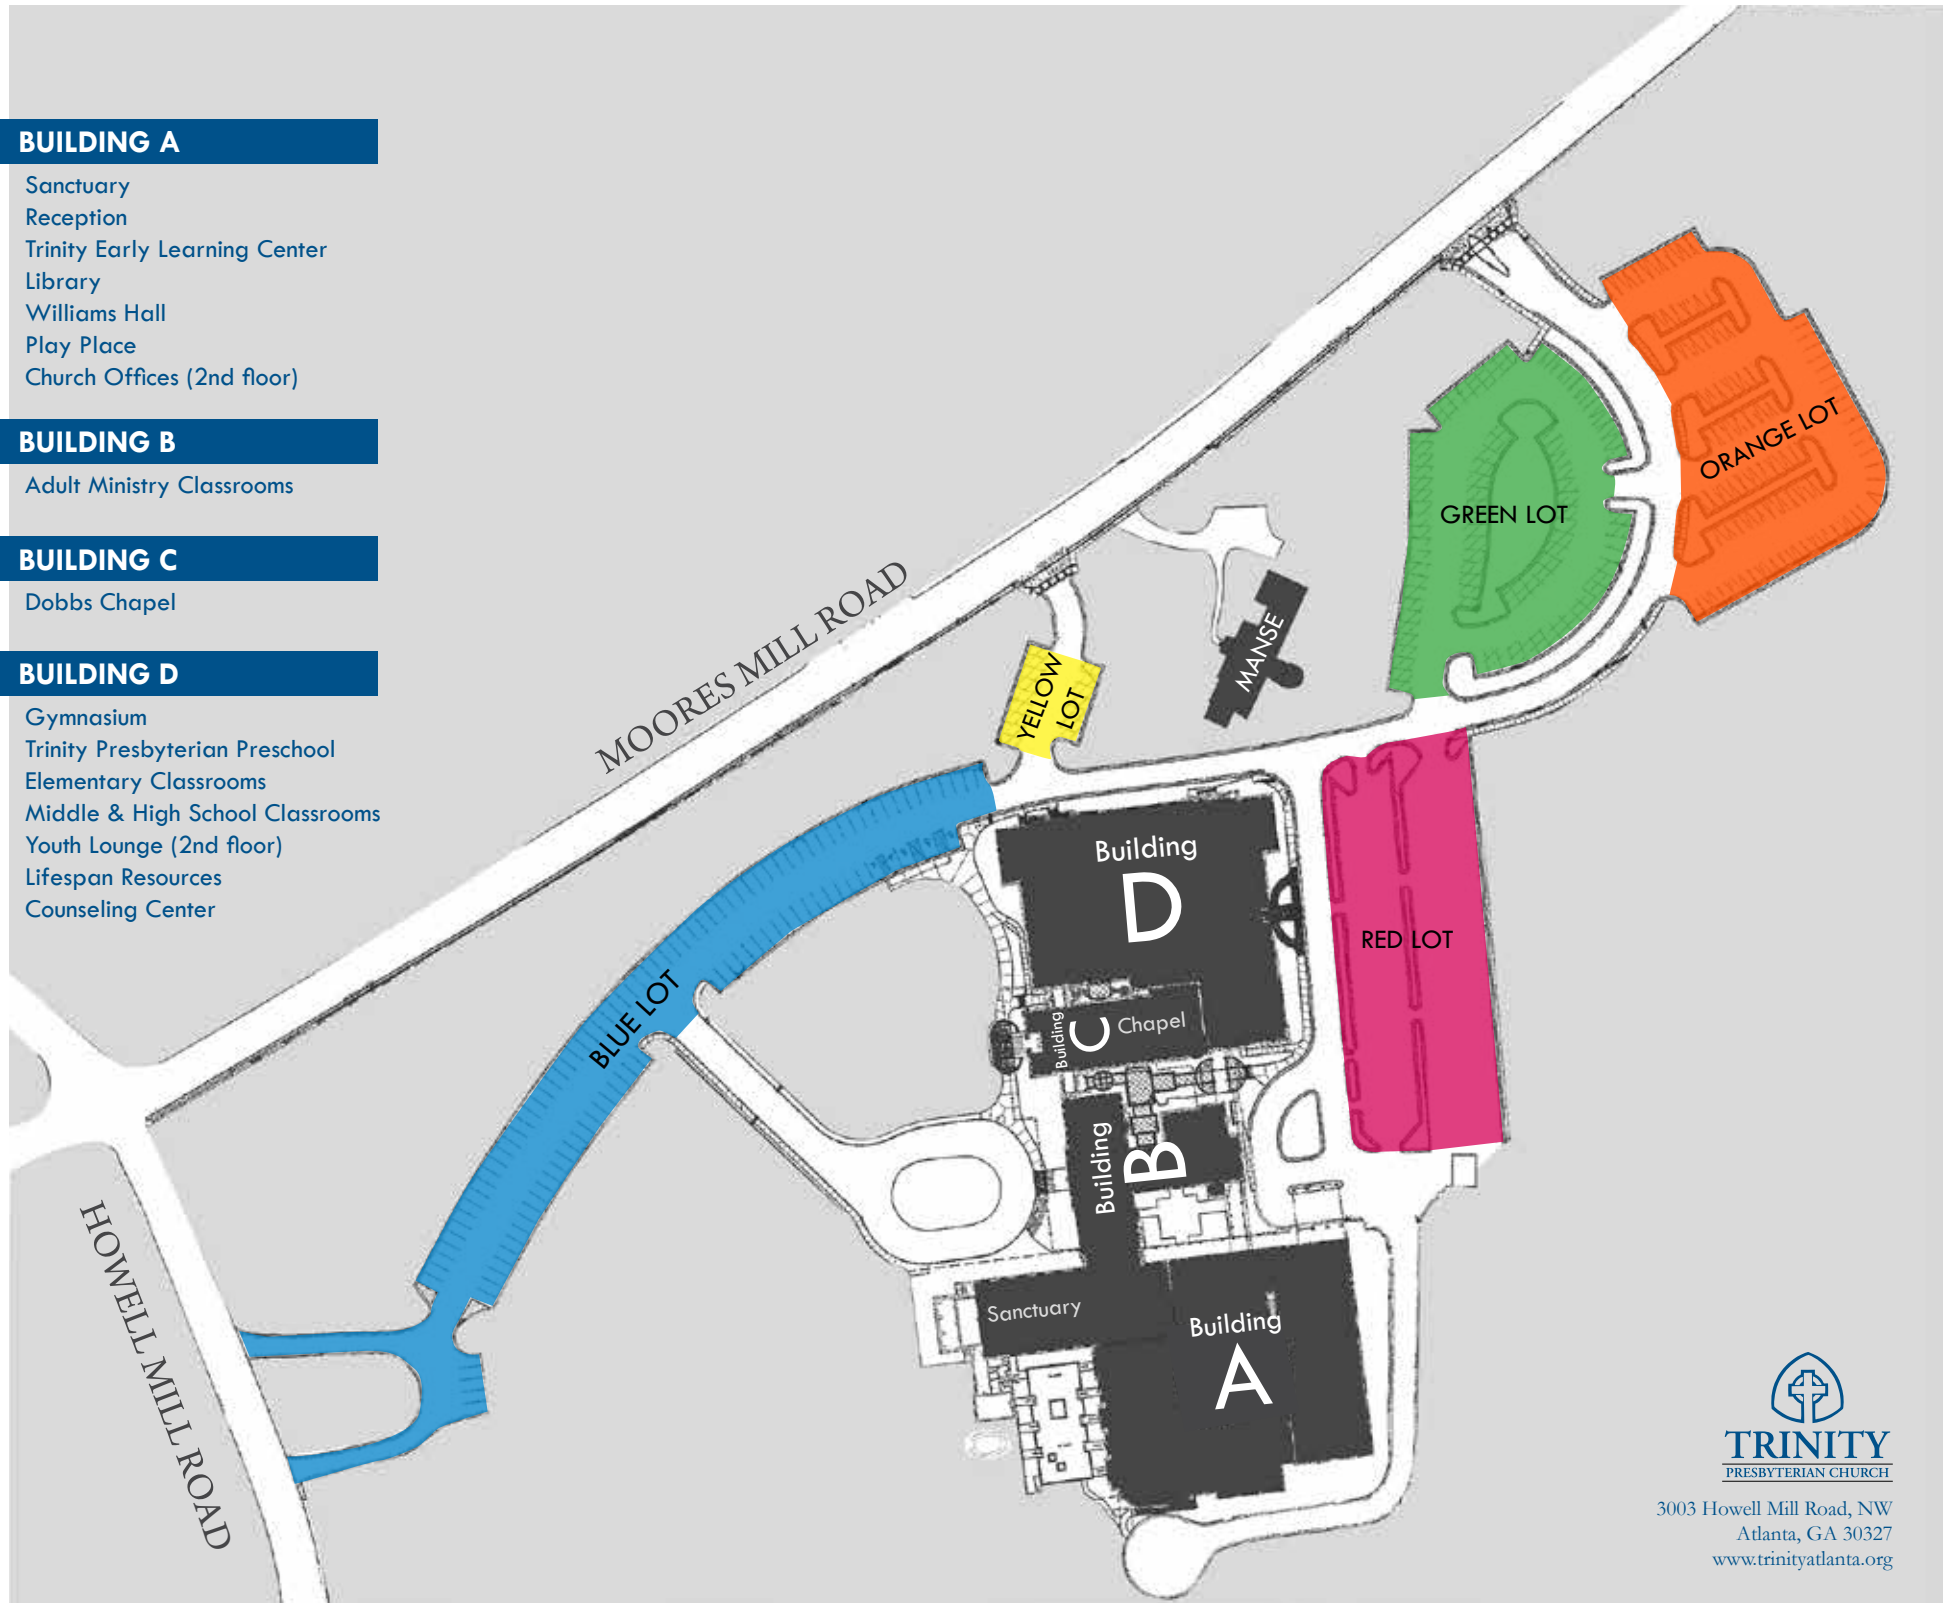 BUILDING A
Sanctuary
Reception
Trinity Early Learning Center
Library
Williams Hall
Play Place
Church Offices (2nd floor)
BUILDING B
Adult Ministry Classrooms
BUILDING C
Dobbs Chapel
BUILDING D
Gymnasium
Trinity Presbyterian Preschool
Elementary Classrooms
Middle & High School Classrooms
Youth Lounge (2nd floor)
Lifespan Resources
Counseling Center
MOORES MILL ROAD
HOWELL MILL ROAD
ORANGE LOT
GREEN LOT
MANSE
YELLOW
LOT
BLUE LOT
RED LOT
Building
D
Building
C
Chapel
Building
B
Sanctuary
Building
A
TRINITY
PRESBYTERIAN CHURCH
3003 Howell Mill Road, NW
Atlanta, GA 30327
www.trinityatlanta.org